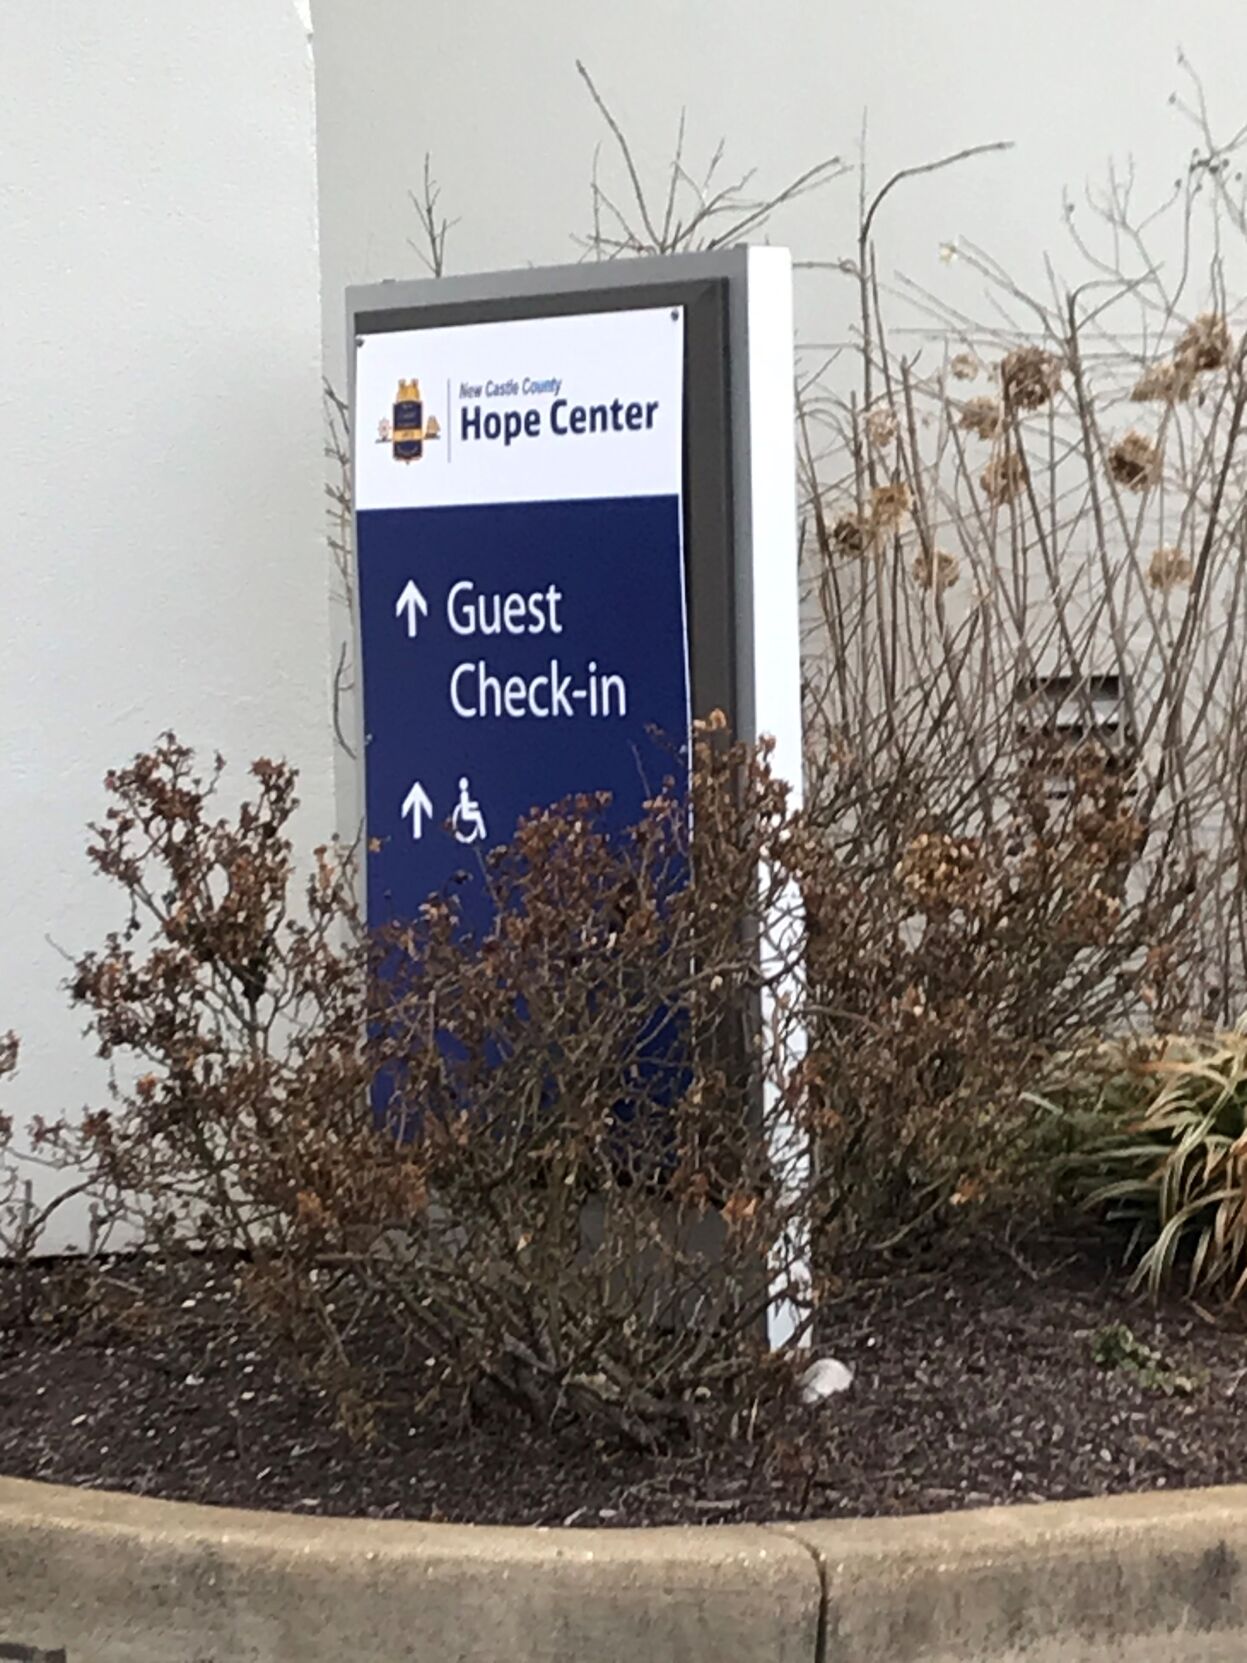 New Castle County
Hope Center
↑ Guest
Check-in
↑